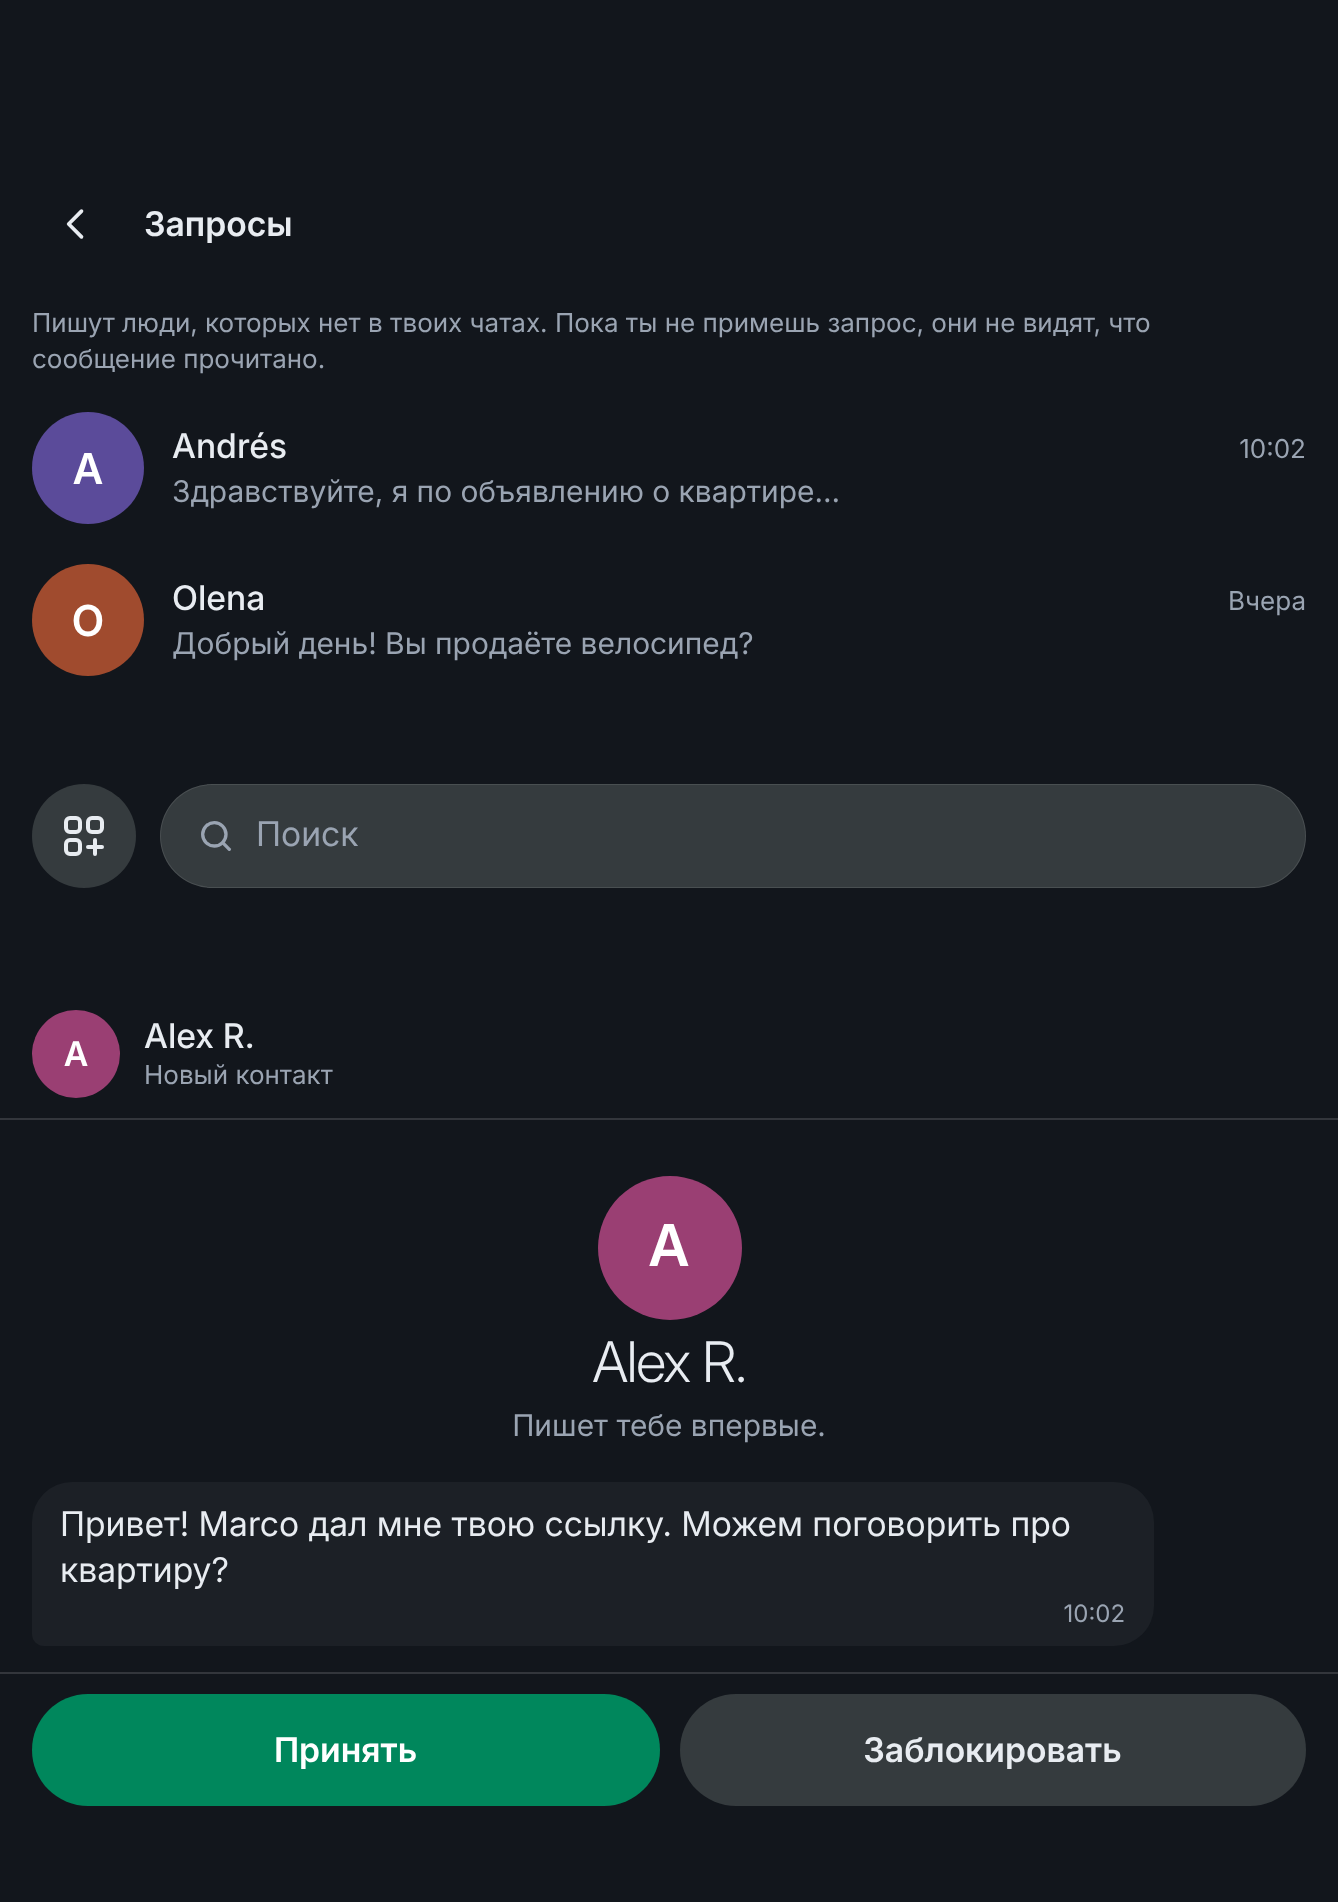 Запросы
Пишут люди, которых нет в твоих чатах. Пока ты не примешь запрос, они не видят, что
сообщение прочитано.
A
Andrés
10:02
Здравствуйте, я по объявлению о квартире...
O
Olena
Вчера
Добрый день! Вы продаёте велосипед?
Поиск
A
Alex R.
Новый контакт
A
Alex R.
Пишет тебе впервые.
Привет! Marco дал мне твою ссылку. Можем поговорить про
квартиру?
10:02
Принять
Заблокировать